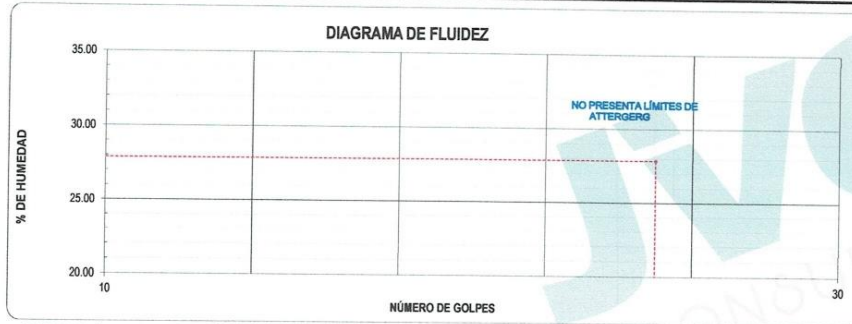 DIAGRAMA DE FLUIDEZ
35.00
NO PRESENTA LÍMITES DE
ATTERGERG
30.00
% DE HUMEDAD
25.00
20.00
10
30
NÚMERO DE GOLPES